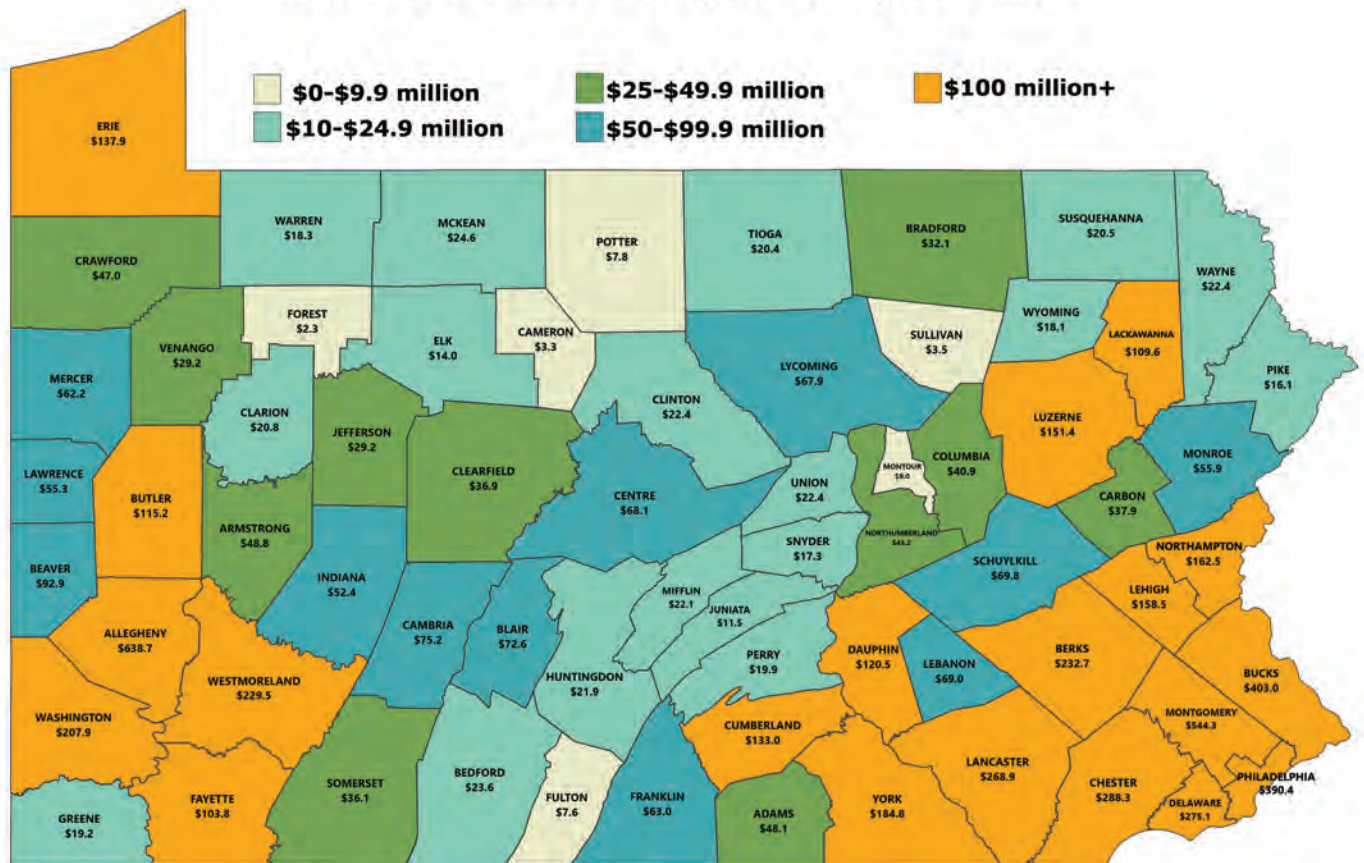 $0-$9.9 million
$25-$49.9 million
$100 million+
$10-$24.9 million
$50-$99.9 million
ERIE
$137.9
WARREN
$18.3
MCKEAN
$24.6
POTTER
$7.8
TIOGA
$20.4
BRADFORD
$32.1
SUSQUEHANNA
$20.5
WAYNE
$22.4
CRAWFORD
$47.0
FOREST
$2.3
ELK
$14.0
CAMERON
$3.3
SULLIVAN
$3.5
WYOMING
$18.1
LACKAWANNA
$109.6
VENANGO
$29.2
MERCER
$62.2
LYCOMING
$67.9
PIKE
$16.1
CLARION
$20.8
JEFFERSON
$29.2
CLINTON
$22.4
LUZERNE
$151.4
LAWRENCE
$55.3
BUTLER
$115.2
CLEARFIELD
$36.9
CENTRE
$68.1
UNION
$22.4
MONTOUR
COLUMBIA
$40.9
MONROE
$55.9
CARBON
$37.9
ARMSTRONG
$48.8
NORTHUMBERLAND
SNYDER
$17.3
NORTHAMPTON
$162.5
BEAVER
$92.9
INDIANA
$52.4
SCHUYLKILL
$69.8
LEHIGH
$158.5
MIFFLIN
$22.1
JUNIATA
$11.5
ALLEGHENY
$638.7
CAMBRIA
$75.2
BLAIR
$72.6
PERRY
$19.9
DAUPHIN
$120.5
LEBANON
$69.0
BERKS
$232.7
BUCKS
$403.0
WESTMORELAND
$229.5
HUNTINGDON
$21.9
WASHINGTON
$207.9
CUMBERLAND
$133.0
MONTGOMERY
$544.3
LANCASTER
$268.9
SOMERSET
$36.1
BEDFORD
$23.6
FULTON
$7.6
FRANKLIN
$63.0
ADAMS
$48.1
YORK
$184.8
CHESTER
$288.3
PHILADELPHIA
$390.4
DELAWARE
$275.1
GREENE
$19.2
FAYETTE
$103.8